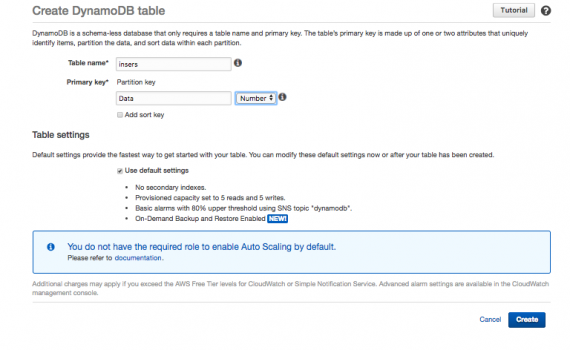 Create DynamoDB table
Tutorial
?
DynamoDB is a schema-less database that only requires a table name and primary key. The table's primary key is made up of one or two attributes that uniquely
identify items, partition the data, and sort data within each partition.
Table name* insers
Primary key* Partition key
Data Number
Add sort key
Table settings
Default settings provide the fastest way to get started with your table. You can modify these default settings now or after your table has been created.
Use default settings
• No secondary indexes.
• Provisioned capacity set to 5 reads and 5 writes.
• Basic alarms with 80% upper threshold using SNS topic "dynamodb".
• On-Demand Backup and Restore Enabled NEW!
You do not have the required role to enable Auto Scaling by default.
Please refer to documentation.
Additional charges may apply if you exceed the AWS Free Tier levels for CloudWatch or Simple Notification Service. Advanced alarm settings are available in the CloudWatch
management console.
Cancel Create